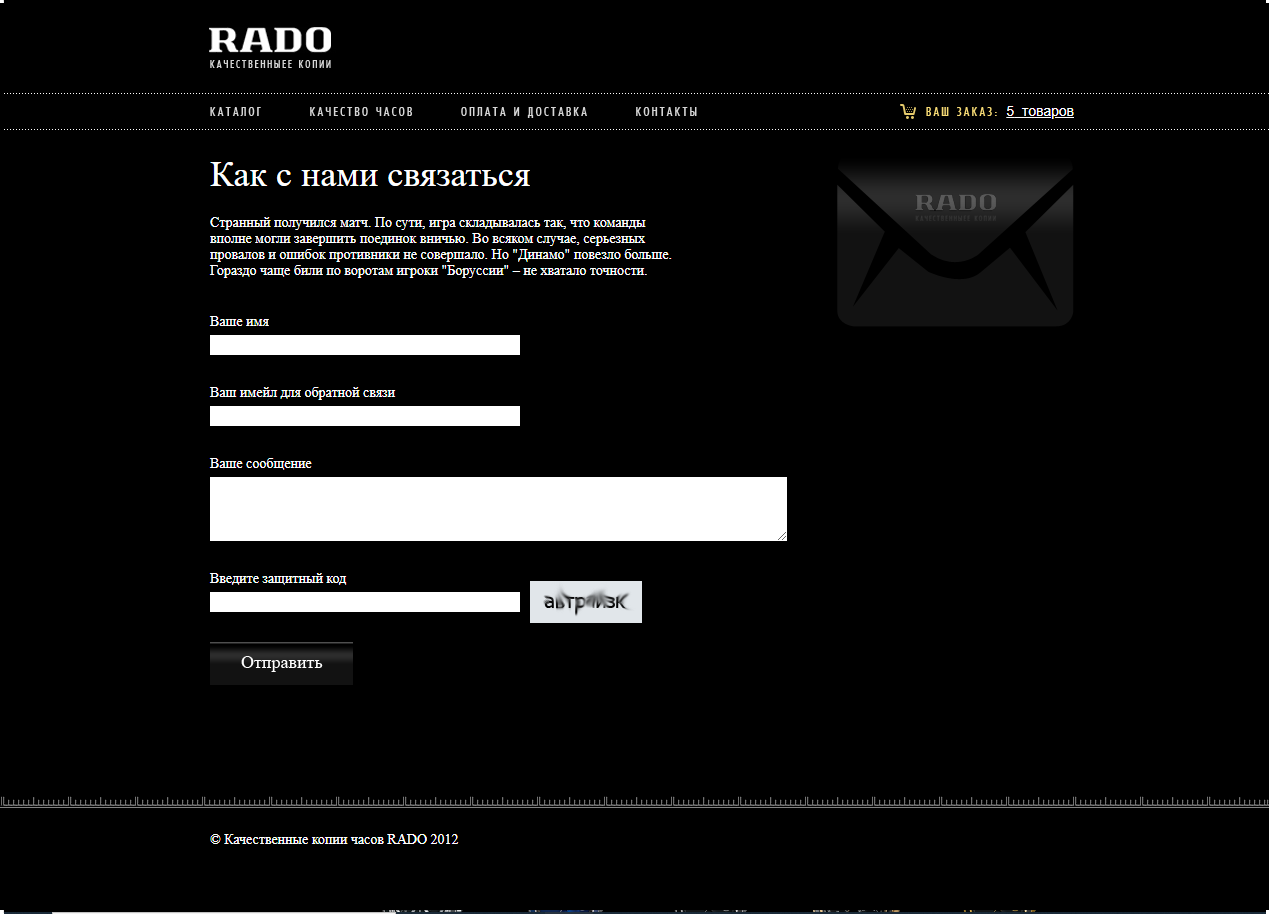 RADO
КАЧЕСТВЕННЫЕЕ КОПИИ
КАТАЛОГ КАЧЕСТВО ЧАСОВ ОПЛАТА И ДОСТАВКА КОНТАКТЫ ВАШ ЗАКАЗ: 5 товаров
Как с нами связаться
RADO
КАЧЕСТВЕННЫЕЕ КОПИИ
Странный получился матч. По сути, игра складывалась так, что команды
вполне могли завершить поединок вничью. Во всяком случае, серьезных
провалов и ошибок противники не совершало. Но "Динамо" повезло больше.
Гораздо чаще били по воротам игроки "Боруссии" – не хватало точности.
Ваше имя
Ваш имейл для обратной связи
Ваше сообщение
Введите защитный код
Отправить
© Качественные копии часов RADO 2012